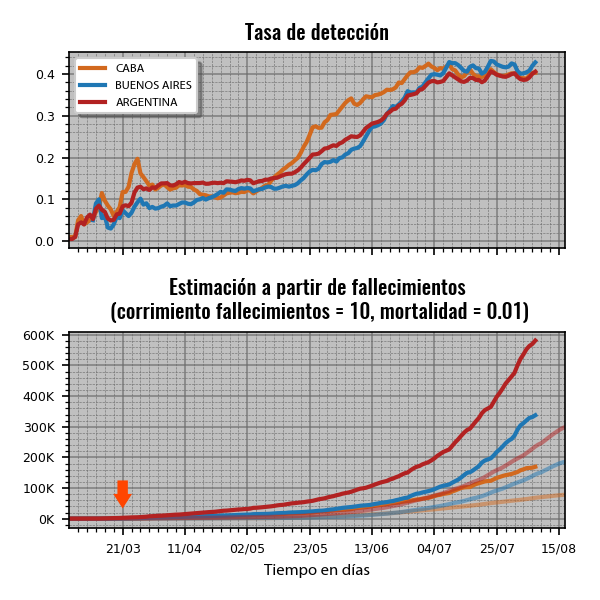 Tasa de detección
CABA
BUENOS AIRES
ARGENTINA
0.4
0.3
0.2
0.1
0.0
Estimación a partir de fallecimientos
(corrimiento fallecimientos = 10, mortalidad = 0.01)
600K
500K
400K
300K
200K
100K
0K
21/03 11/04 02/05 23/05 13/06 04/07 25/07 15/08
Tiempo en días